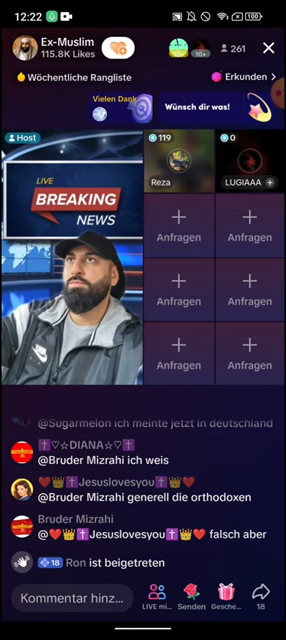 12:22
100
Ex-Muslim
115.8K Likes
10+
261
Wöchentliche Rangliste
Erkunden >
Vielen Dank
Wünsch dir was!
Host
119
0
LIVE
BREAKING
NEWS
Reza
LUGIAAA +
Anfragen
Anfragen
Anfragen
Anfragen
Anfragen
Anfragen
@Sugarmelon ich meinte jetzt in deutschland
✝️♡☆DIANA☆♡✝️
@Bruder Mizrahi ich weis
❤️👑✝️Jesuslovesyou✝️👑❤️
@Bruder Mizrahi generell die orthodoxen
Bruder Mizrahi
@❤️👑✝️Jesuslovesyou✝️👑❤️ falsch aber
18 Ron ist beigetreten
Kommentar hinz...
LIVE mi...
Senden
Gesche...
18